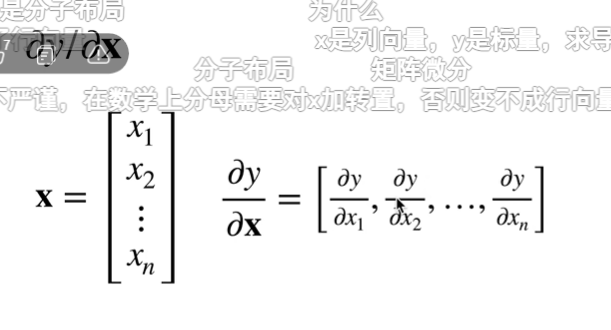 是分子布局 为什么
x是列向量，y是标量，求导
∂y/∂x
分子布局 矩阵微分
不严谨，在数学上分母需要对x加转置，否则变不成行向量
x = [x₁ x₂ ⋮ xₙ] ∂y/∂x = [∂y/∂x₁, ∂y/∂x₂, …, ∂y/∂xₙ]